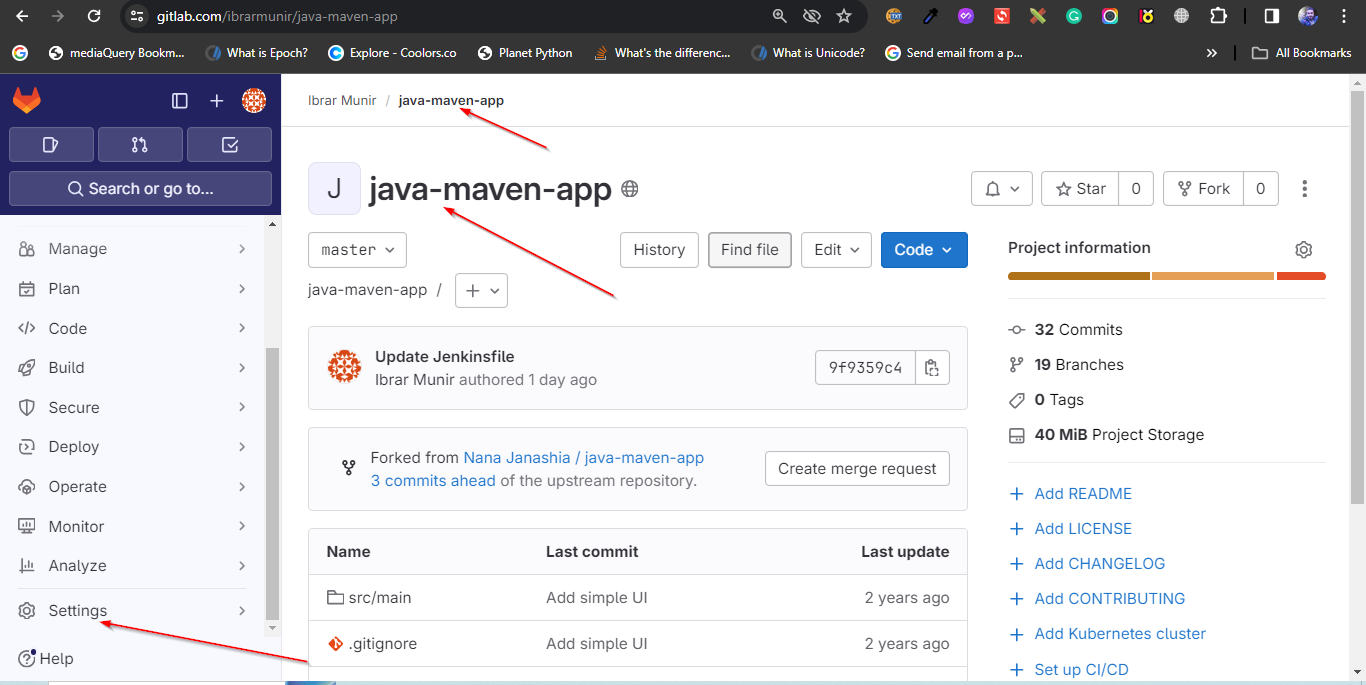 gitlab.com/ibrarmunir/java-maven-app
mediaQuery Bookm...
What is Epoch?
Explore - Coolors.co
Planet Python
What's the differenc...
What is Unicode?
Send email from a p...
»
All Bookmarks
Ibrar Munir / java-maven-app
Search or go to...
Manage
Plan
Code
Build
Secure
Deploy
Operate
Monitor
Analyze
Settings
Help
J java-maven-app
Star 0
Fork 0
master
History
Find file
Edit
Code
java-maven-app /
Update Jenkinsfile
Ibrar Munir authored 1 day ago
9f9359c4
Forked from Nana Janashia / java-maven-app
3 commits ahead of the upstream repository.
Create merge request
Name Last commit Last update
src/main Add simple UI 2 years ago
.gitignore Add simple UI 2 years ago
Project information
32 Commits
19 Branches
0 Tags
40 MiB Project Storage
Add README
Add LICENSE
Add CHANGELOG
Add CONTRIBUTING
Add Kubernetes cluster
Set up CI/CD